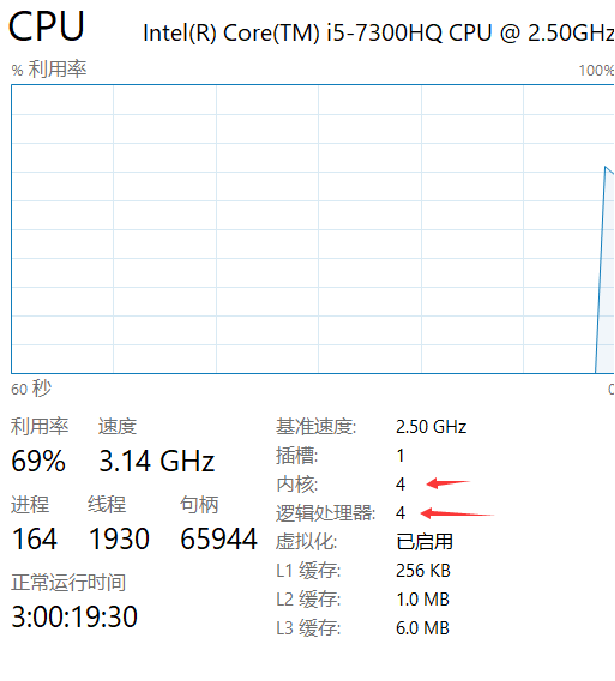 CPU Intel(R) Core(TM) i5-7300HQ CPU @ 2.50GHz
% 利用率 100%
60 秒 0
利用率 速度
69% 3.14 GHz
进程 线程 句柄
164 1930 65944
正常运行时间
3:00:19:30
基准速度: 2.50 GHz
插槽: 1
内核: 4
逻辑处理器: 4
虚拟化: 已启用
L1 缓存: 256 KB
L2 缓存: 1.0 MB
L3 缓存: 6.0 MB